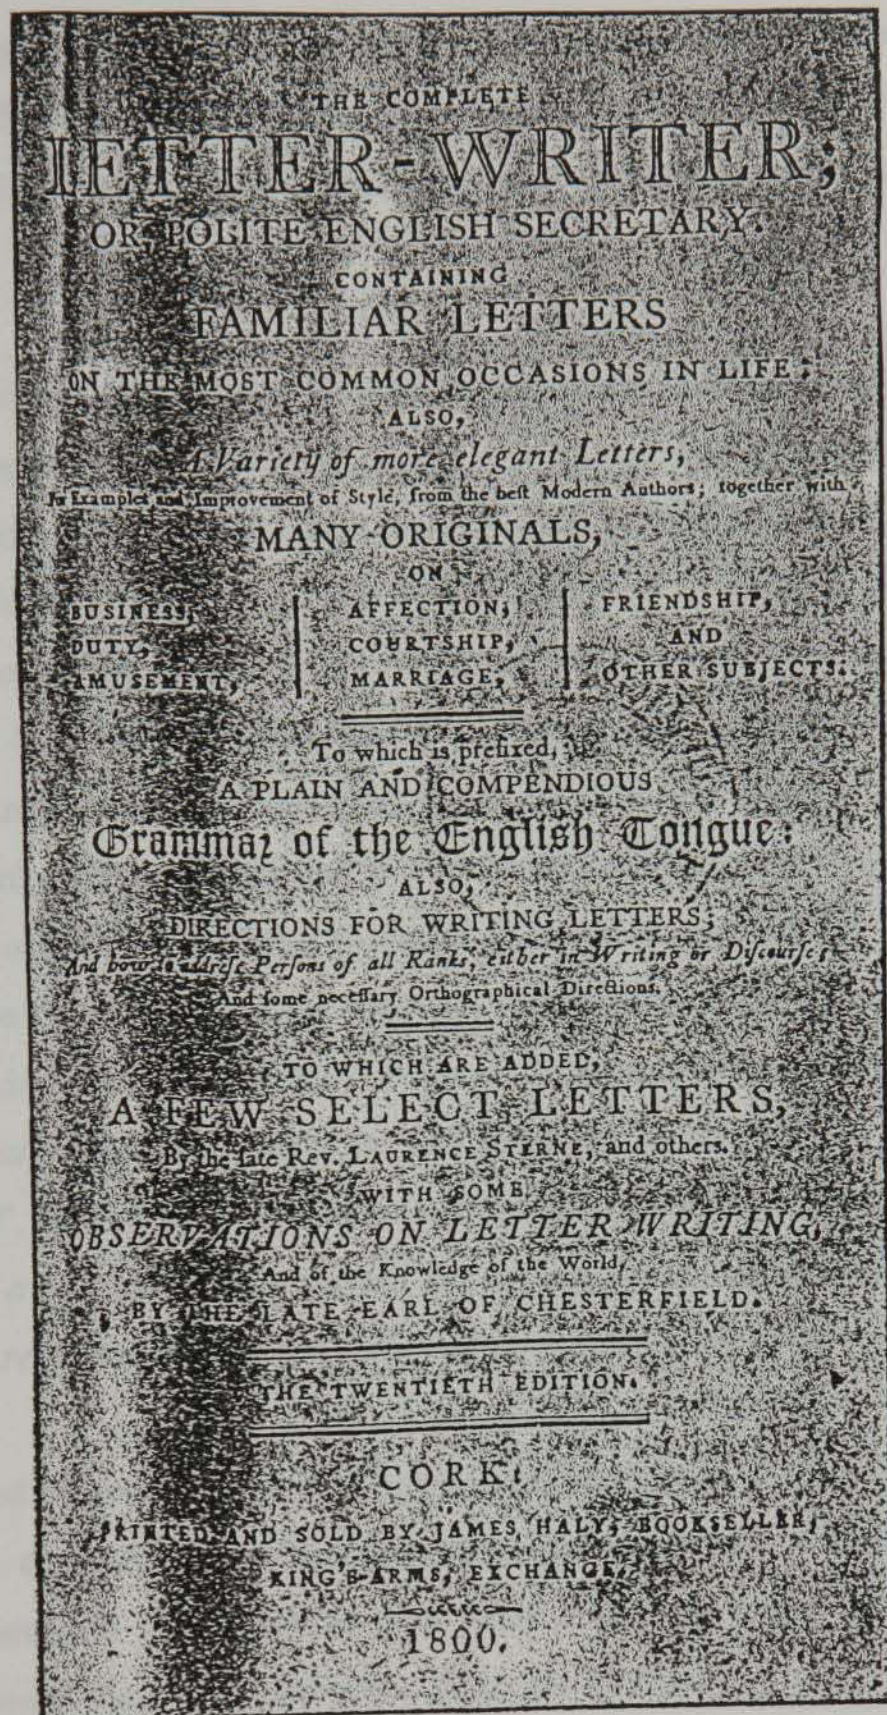 THE COMPLETE
LETTER-WRITER;
OR, POLITE ENGLISH SECRETARY.
CONTAINING
FAMILIAR LETTERS
ON THE MOST COMMON OCCASIONS IN LIFE:
ALSO,
A Variety of more elegant Letters,
Examples and Improvement of Style, from the beſt Modern Authors; together with
MANY ORIGINALS,
ON
BUSINESS, AFFECTION, FRIENDSHIP,
DUTY, COURTSHIP, AND
AMUSEMENT, MARRIAGE, OTHER SUBJECTS.
To which is prefixed,
A PLAIN AND COMPENDIOUS
Grammar of the English Tongue:
ALSO,
DIRECTIONS FOR WRITING LETTERS;
And how to addreſs Perſons of all Ranks, either in Writing or Diſcourſe;
And ſome neceſſary Orthographical Directions.
TO WHICH ARE ADDED,
A FEW SELECT LETTERS,
By the late Rev. LAURENCE STERNE, and others.
WITH SOME
OBSERVATIONS ON LETTER WRITING,
And of the Knowledge of the World,
BY THE LATE EARL OF CHESTERFIELD.
THE TWENTIETH EDITION.
CORK:
PRINTED AND SOLD BY JAMES HALY, BOOKSELLER,
KING'S-ARMS, EXCHANGE.
1800.